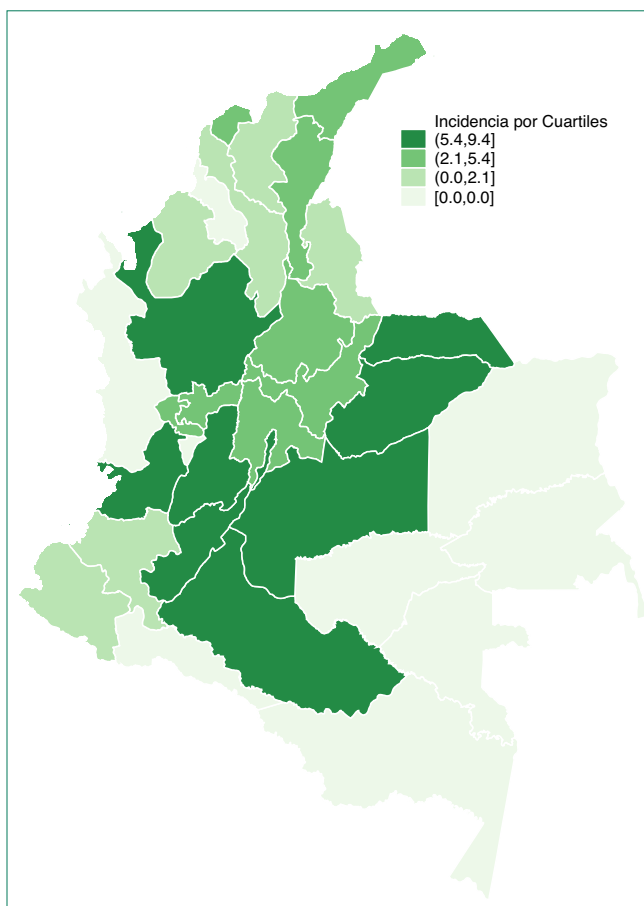 Incidencia por Cuartiles
(5.4,9.4]
(2.1,5.4]
(0.0,2.1]
[0.0,0.0]